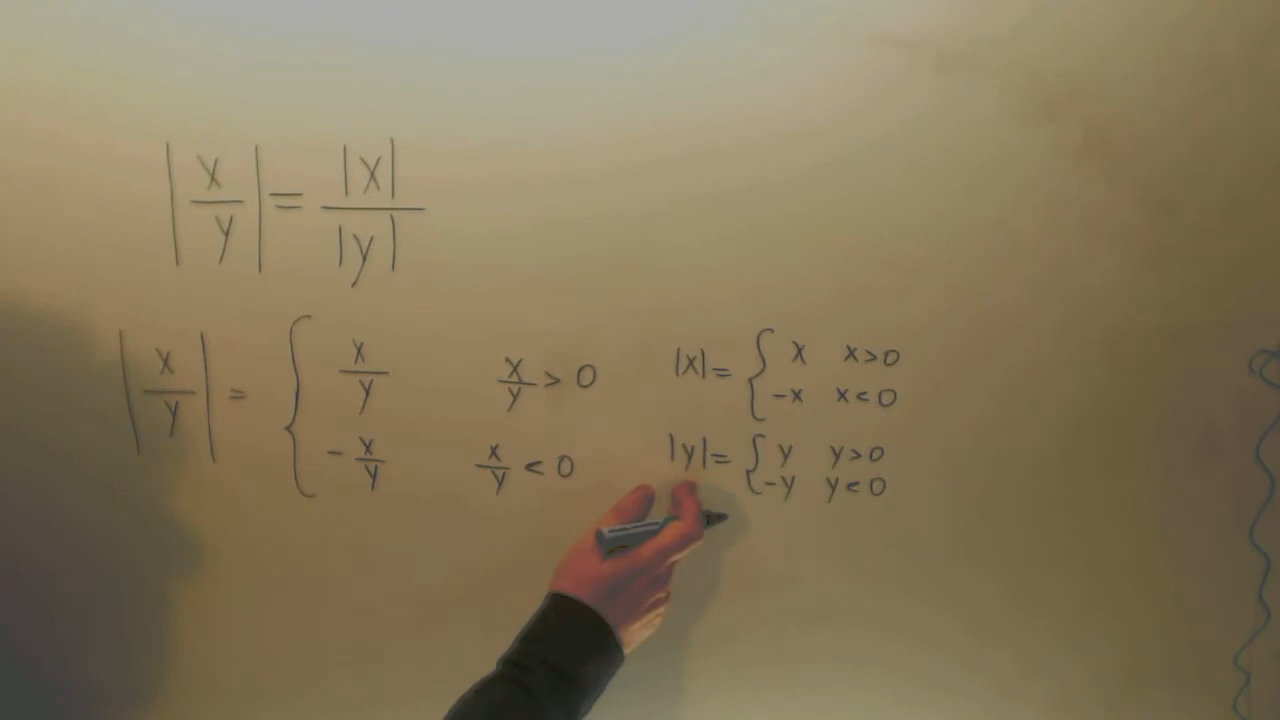 |x/y| = |x|/|y|
|x/y| = { x/y   x/y > 0
-x/y   x/y < 0
|x| = { x   x>0
-x   x<0
|y| = { y   y>0
-y   y<0